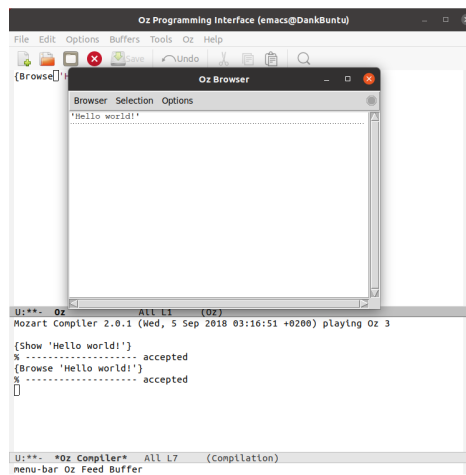 Oz Programming Interface (emacs@DankBuntu)
File Edit Options Buffers Tools Oz Help
Save Undo
{Browse 'H
Oz Browser
Browser Selection Options
'Hello world!'
U:**- Oz All L1 (Oz)
Mozart Compiler 2.0.1 (Wed, 5 Sep 2018 03:16:51 +0200) playing Oz 3
{Show 'Hello world!'}
% ------------------- accepted
{Browse 'Hello world!'}
% ------------------- accepted
U:**- *Oz Compiler* All L7 (Compilation)
menu-bar Oz Feed Buffer